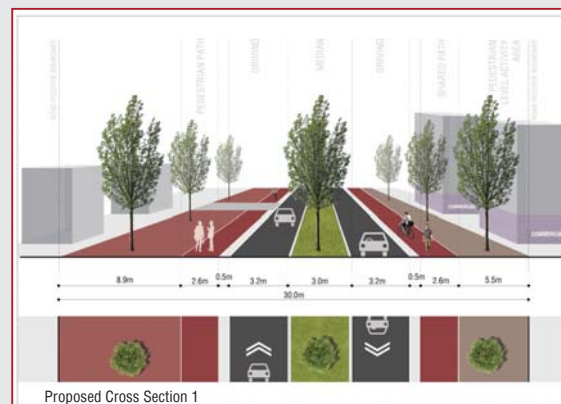 PEDESTRIAN PATH
DRIVING
MEDIAN
DRIVING
SHARED PATH
PEDESTRIAN
LEVEL ACTIVITY
AREA
COMMERCIAL
8.9m
2.6m
0.5m
3.2m
3.0m
3.2m
0.5m
2.6m
5.5m
30.0m
Proposed Cross Section 1